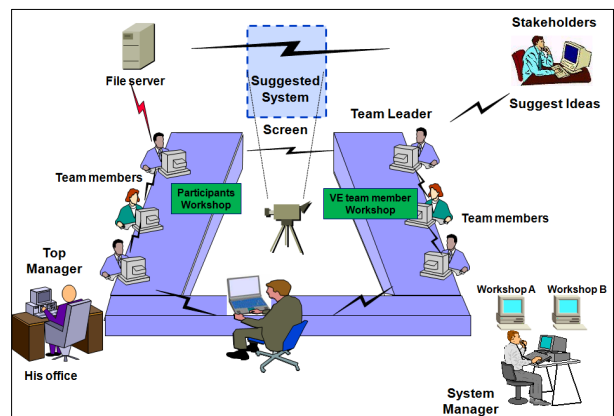 Stakeholders
File server
Suggested
System
Suggest Ideas
Screen
Team Leader
Team members
Participants
Workshop
VE team member
Workshop
Team members
Top
Manager
Workshop A
Workshop B
His office
System
Manager